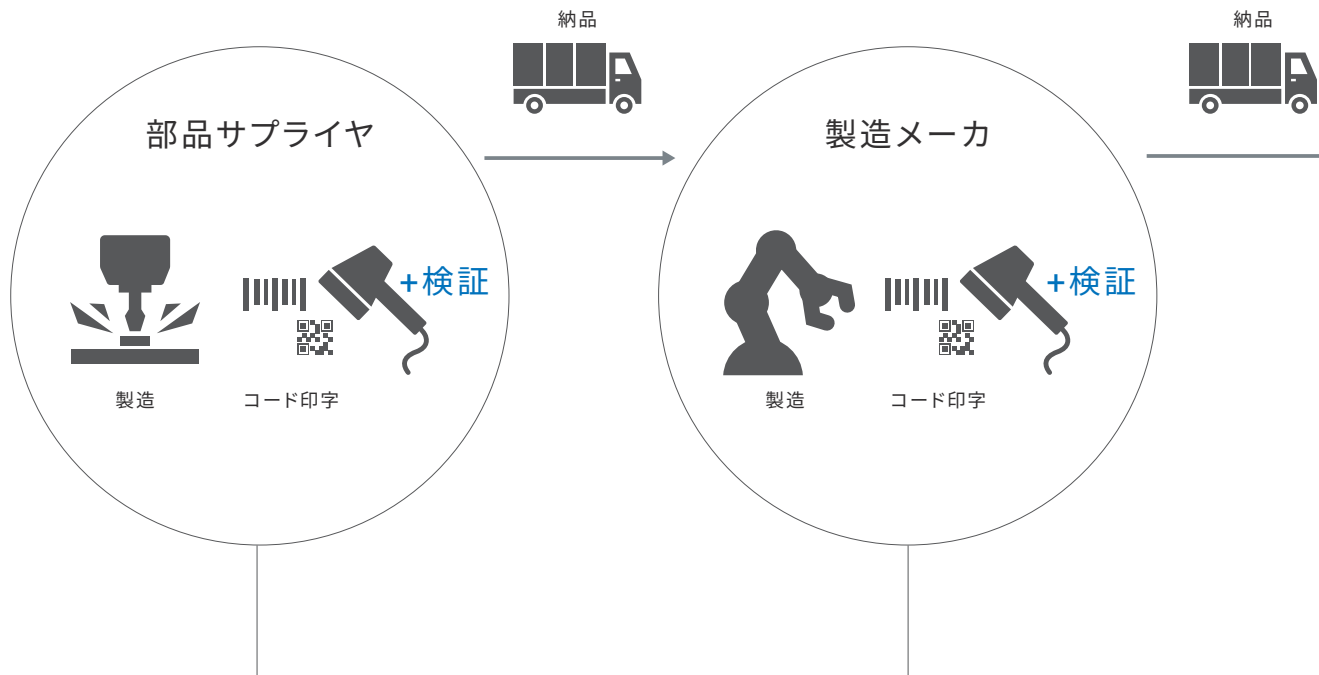 納品
納品
部品サプライヤ
製造メーカ
+検証
+検証
製造
コード印字
製造
コード印字